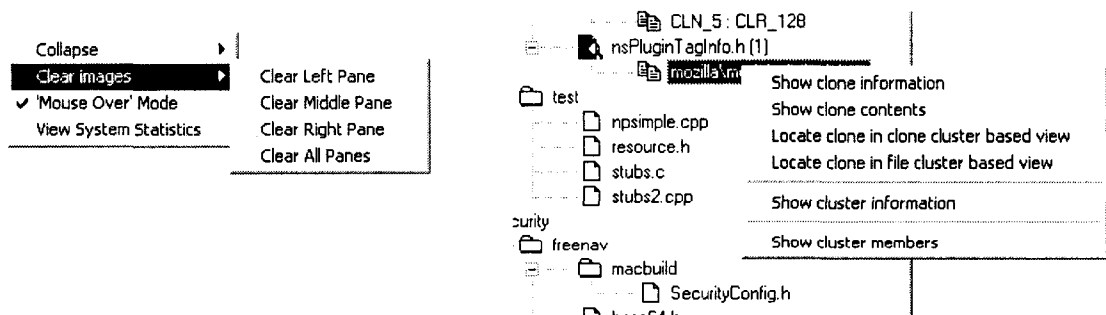 Collapse
Clear images
'Mouse Over' Mode
View System Statistics
Clear Left Pane
Clear Middle Pane
Clear Right Pane
Clear All Panes
CLN_5 : CLR_128
nsPluginTagInfo.h (1)
test
npsimple.cpp
resource.h
stubs.c
stubs2.cpp
curity
freenav
macbuild
SecurityConfig.h
Show clone information
Show clone contents
Locate clone in clone cluster based view
Locate clone in file cluster based view
Show cluster information
Show cluster members